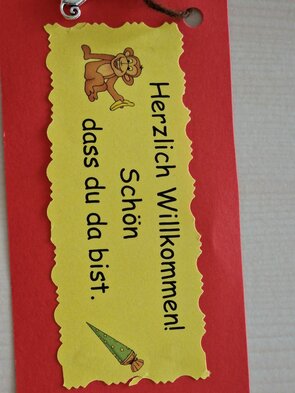 Herzlich Willkommen!
Schön
dass du da bist.